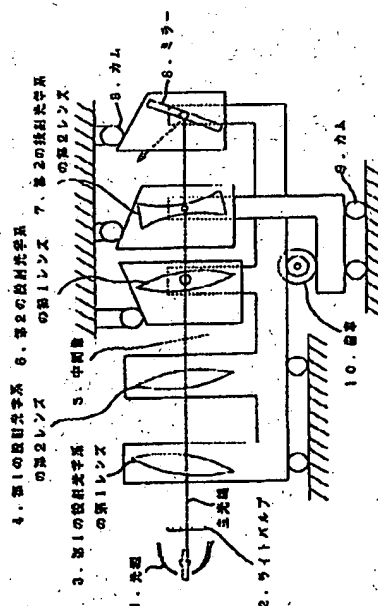 4．第1の投射光学系
の第2レンズ
6．第2の投射光学系
の第1レンズ
7．第2の投射光学系
の第2レンズ
9．カム
8．ミラー
3．第1の投射光学系
の第1レンズ
5．中間像
1．光源
主光線
2．ライトバルブ
10．歯車
9．カム